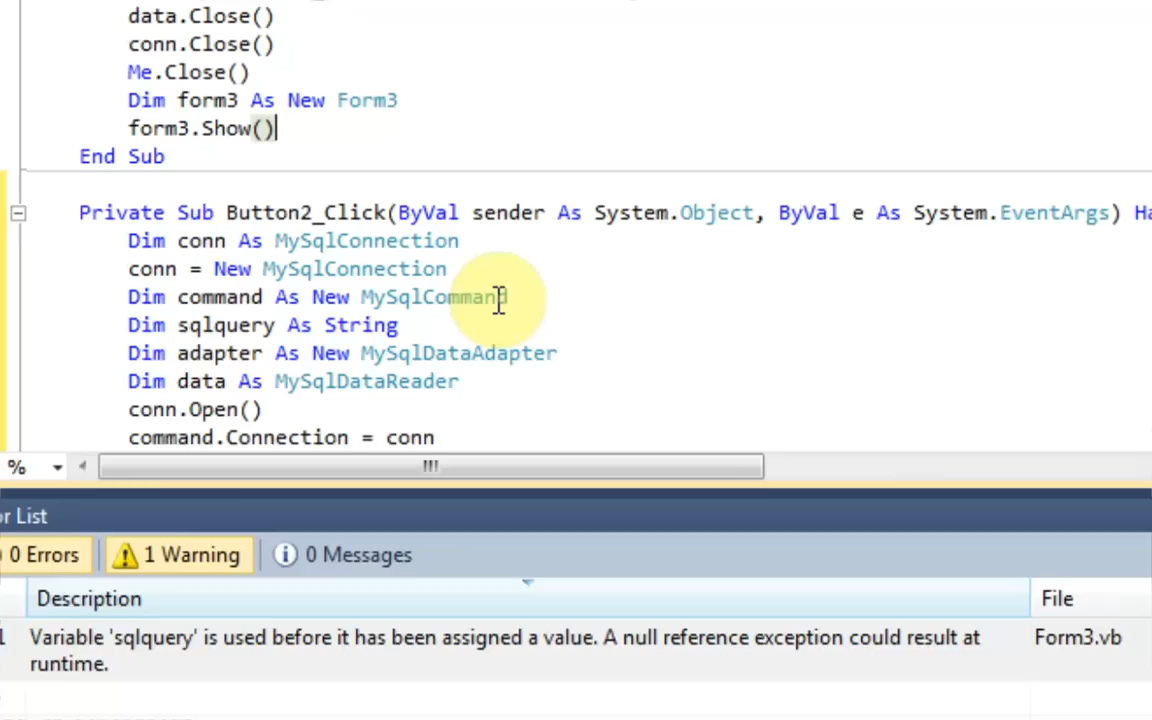 data.Close()
conn.Close()
Me.Close()
Dim form3 As New Form3
form3.Show()
End Sub
Private Sub Button2_Click(ByVal sender As System.Object, ByVal e As System.EventArgs) Ha
Dim conn As MySqlConnection
conn = New MySqlConnection
Dim command As New MySqlCommand
Dim sqlquery As String
Dim adapter As New MySqlDataAdapter
Dim data As MySqlDataReader
conn.Open()
command.Connection = conn
%
or List
0 Errors 1 Warning 0 Messages
Description File
1 Variable 'sqlquery' is used before it has been assigned a value. A null reference exception could result at Form3.vb
runtime.